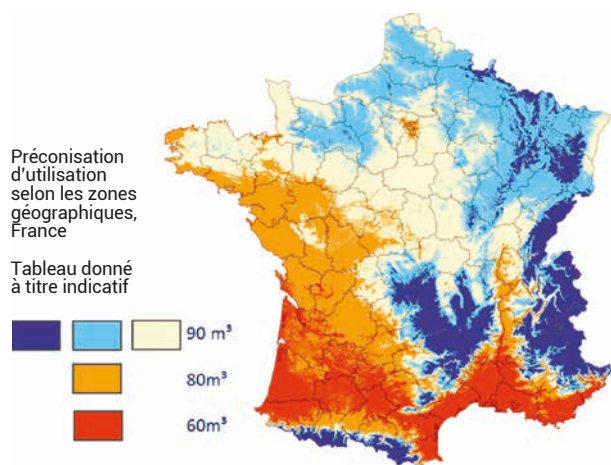 Préconisation
d'utilisation
selon les zones
géographiques,
France
Tableau donné
à titre indicatif
90 m³
80m³
60m³